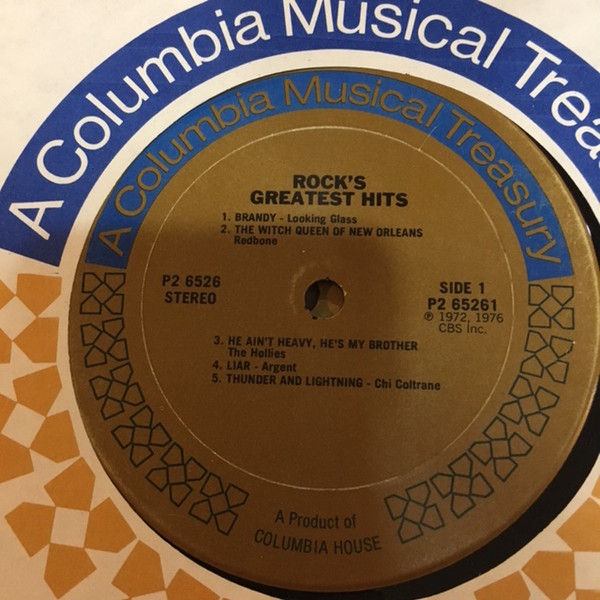 A Columbia Musical Trea
A Columbia Musical Treasury
ROCK'S
GREATEST HITS
1. BRANDY - Looking Glass
2. THE WITCH QUEEN OF NEW ORLEANS
Redbone
P2 6526
STEREO
SIDE 1
P2 65261
℗ 1972, 1976
CBS Inc.
3. HE AIN'T HEAVY, HE'S MY BROTHER
The Hollies
4. LIAR - Argent
5. THUNDER AND LIGHTNING - Chi Coltrane
A Product of
COLUMBIA HOUSE